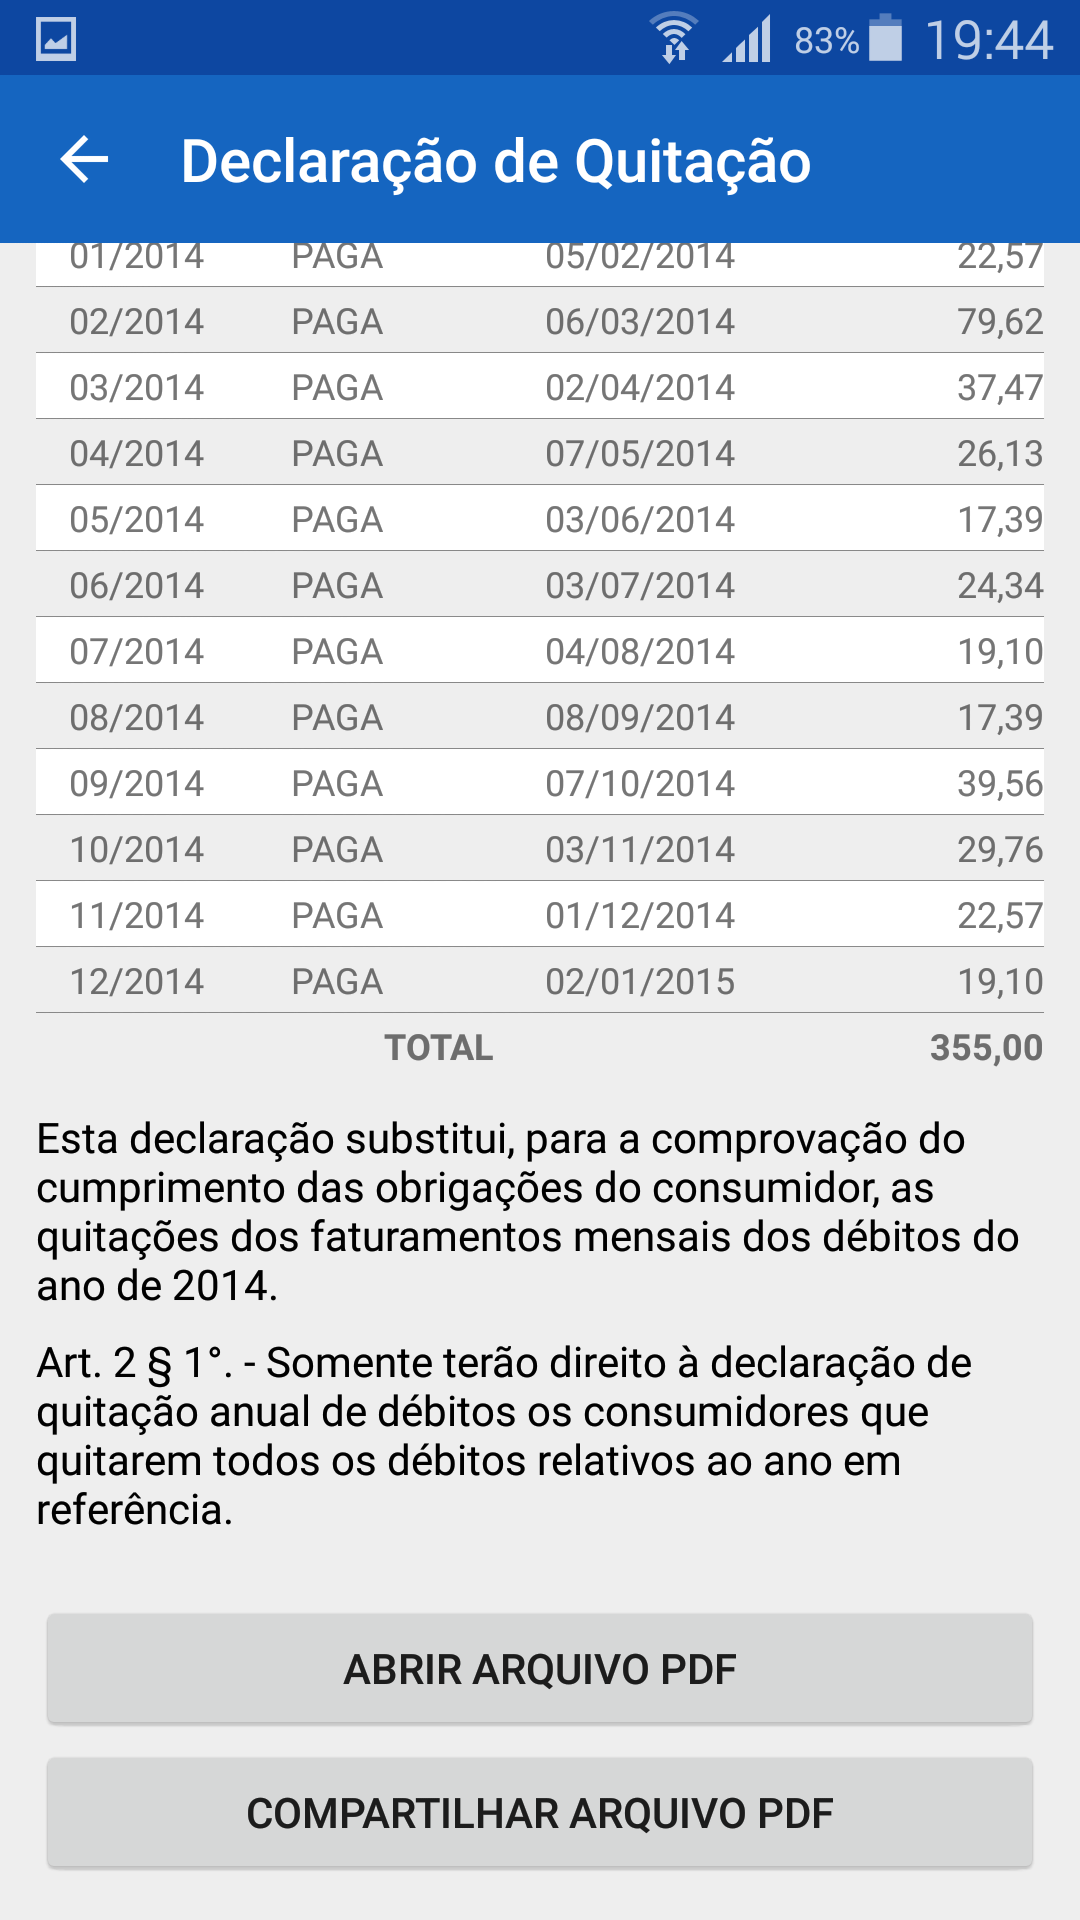 83% 19:44
Declaração de Quitação
01/2014 PAGA 05/02/2014 22,57
02/2014 PAGA 06/03/2014 79,62
03/2014 PAGA 02/04/2014 37,47
04/2014 PAGA 07/05/2014 26,13
05/2014 PAGA 03/06/2014 17,39
06/2014 PAGA 03/07/2014 24,34
07/2014 PAGA 04/08/2014 19,10
08/2014 PAGA 08/09/2014 17,39
09/2014 PAGA 07/10/2014 39,56
10/2014 PAGA 03/11/2014 29,76
11/2014 PAGA 01/12/2014 22,57
12/2014 PAGA 02/01/2015 19,10
TOTAL 355,00
Esta declaração substitui, para a comprovação do
cumprimento das obrigações do consumidor, as
quitações dos faturamentos mensais dos débitos do
ano de 2014.
Art. 2 § 1°. - Somente terão direito à declaração de
quitação anual de débitos os consumidores que
quitarem todos os débitos relativos ao ano em
referência.
ABRIR ARQUIVO PDF
COMPARTILHAR ARQUIVO PDF